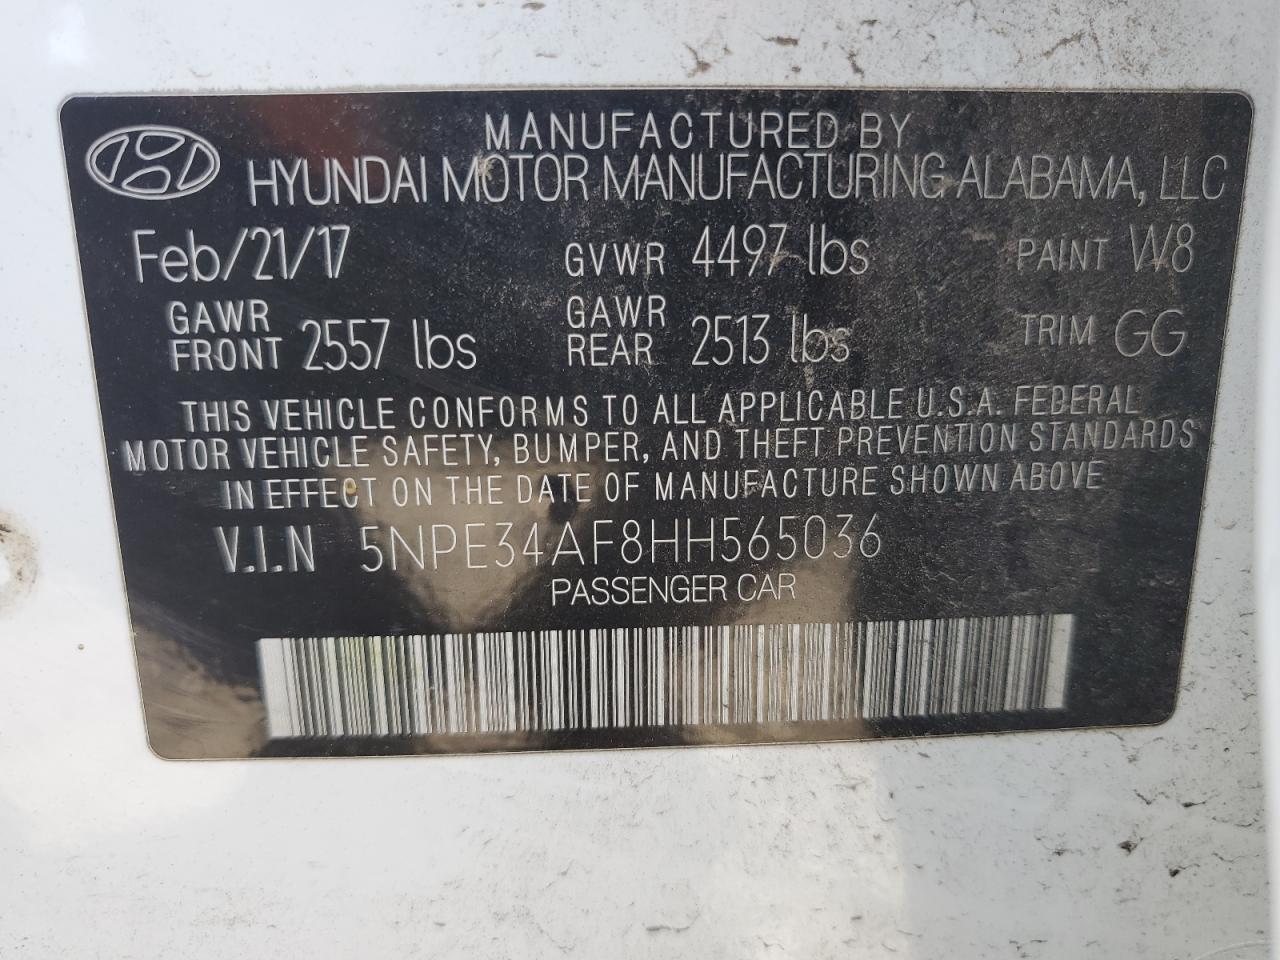 MANUFACTURED BY
HYUNDAI MOTOR MANUFACTURING ALABAMA, LLC
Feb/21/17 GVWR 4497 lbs PAINT W8
GAWR FRONT 2557 lbs GAWR REAR 2513 lbs TRIM GG
THIS VEHICLE CONFORMS TO ALL APPLICABLE U.S.A. FEDERAL
MOTOR VEHICLE SAFETY, BUMPER, AND THEFT PREVENTION STANDARDS
IN EFFECT ON THE DATE OF MANUFACTURE SHOWN ABOVE
V.I.N 5NPE34AF8HH565036
PASSENGER CAR